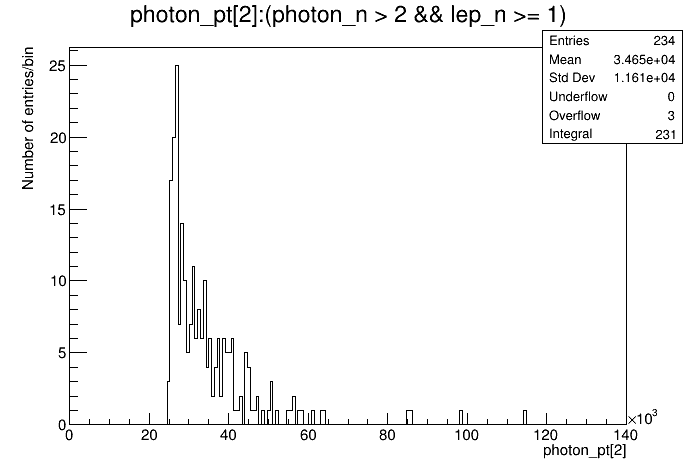 photon_pt[2]:(photon_n > 2 && lep_n >= 1)
Entries 234
Mean 3.465e+04
Std Dev 1.161e+04
Underflow 0
Overflow 3
Integral 231
Number of entries/bin
25
20
15
10
5
0
0 20 40 60 80 100 120 140
×10³
photon_pt[2]